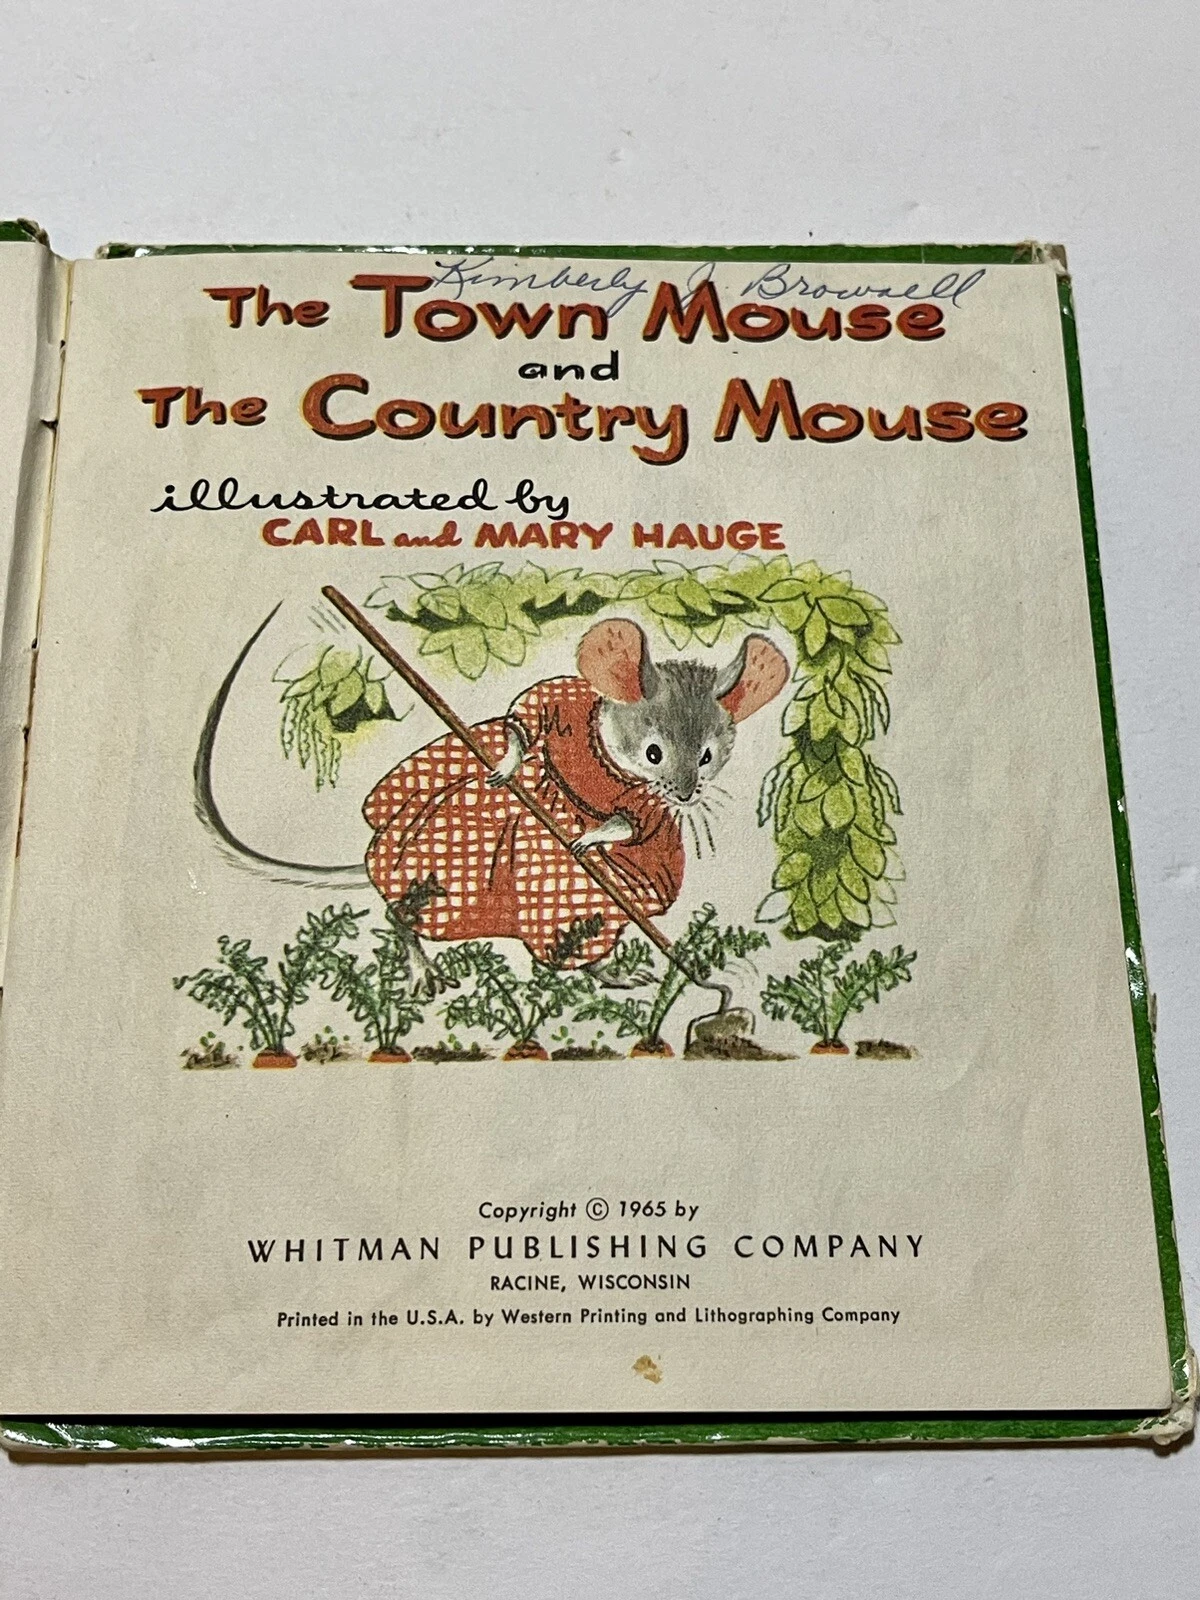 Kimberly J. Brownell
The Town Mouse
and
The Country Mouse
illustrated by
CARL and MARY HAUGE
Copyright © 1965 by
WHITMAN PUBLISHING COMPANY
RACINE, WISCONSIN
Printed in the U.S.A. by Western Printing and Lithographing Company